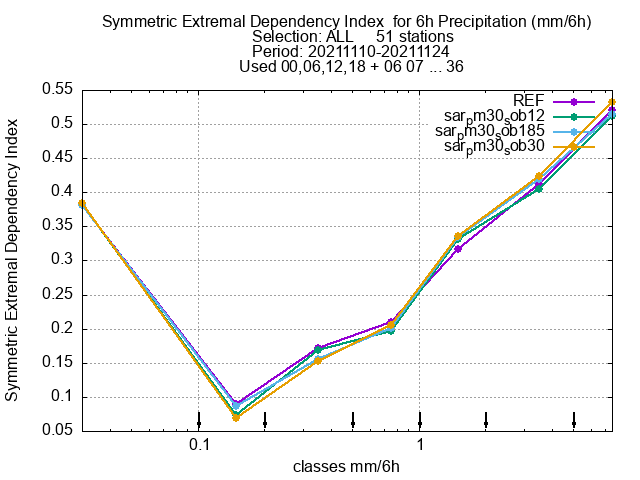 Symmetric Extremal Dependency Index for 6h Precipitation (mm/6h)
Selection: ALL 51 stations
Period: 20211110-20211124
Used 00,06,12,18 + 06 07 ... 36
REF
sarpm30sob12
sarpm30sob185
sarpm30sob30
Symmetric Extremal Dependency Index
0.55
0.5
0.45
0.4
0.35
0.3
0.25
0.2
0.15
0.1
0.05
0.1 1
classes mm/6h